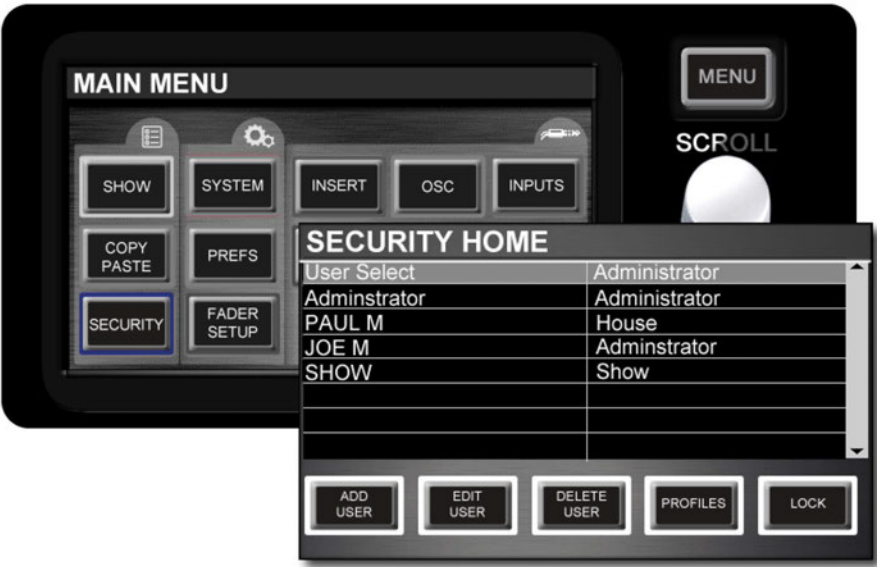 MAIN MENU
MENU
SCROLL
SHOW
SYSTEM
INSERT
OSC
INPUTS
COPY
PASTE
PREFS
SECURITY
FADER
SETUP
SECURITY HOME
User Select Administrator
Adminstrator Administrator
PAUL M House
JOE M Adminstrator
SHOW Show
ADD
USER
EDIT
USER
DELETE
USER
PROFILES
LOCK